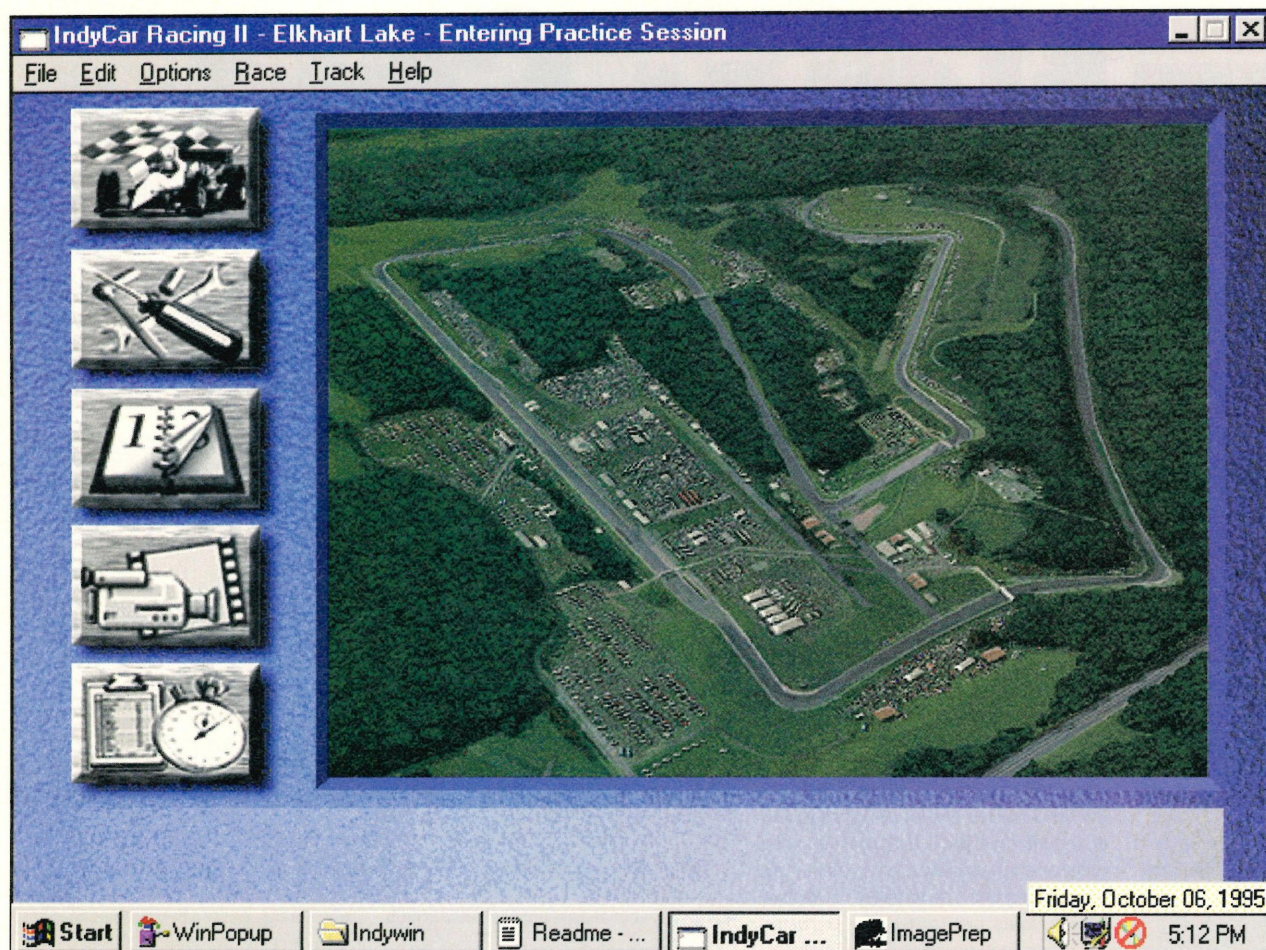 IndyCar Racing II - Elkhart Lake - Entering Practice Session
File Edit Options Race Track Help
1
Friday, October 06, 1995
Start WinPopup Indywin Readme - ... IndyCar ... ImagePrep 5:12 PM